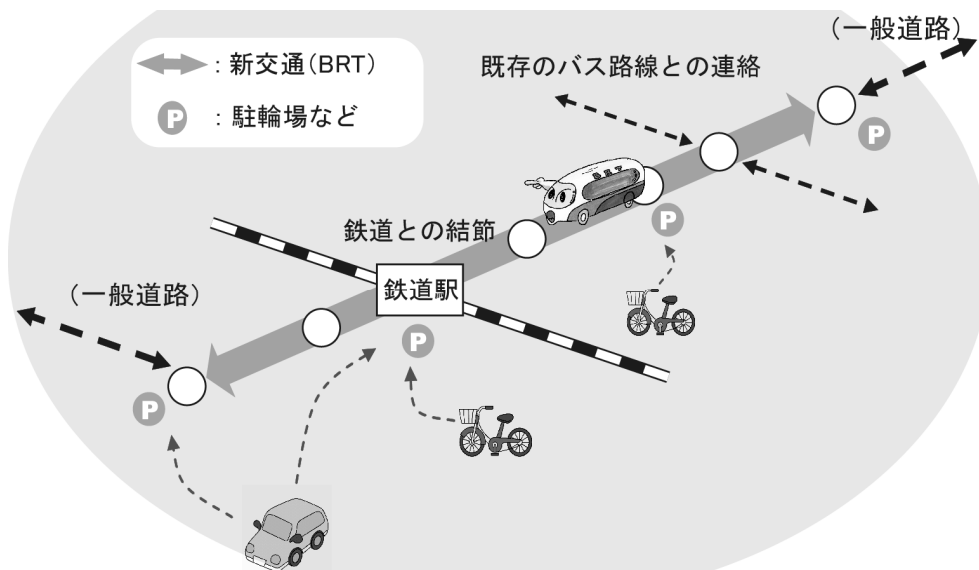 (一般道路)
：新交通(BRT)
既存のバス路線との連絡
P
：駐輪場など
P
BRT
鉄道との結節
P
鉄道駅
(一般道路)
P
P